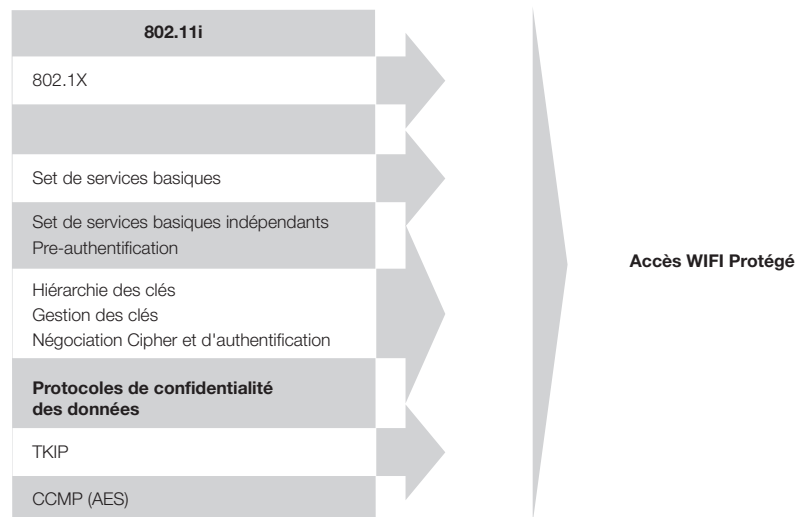 802.11i
802.1X
Set de services basiques
Set de services basiques indépendants
Pre-authentification
Hiérarchie des clés
Gestion des clés
Négociation Cipher et d'authentification
Protocoles de confidentialité
des données
TKIP
CCMP (AES)
Accès WIFI Protégé